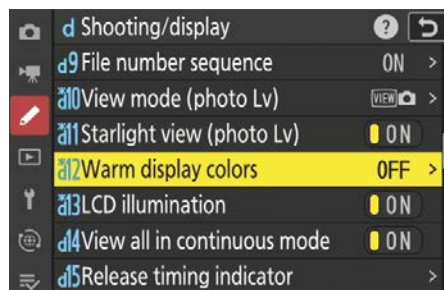 d Shooting/display ?
d9 File number sequence ON >
d10 View mode (photo Lv) VIEW >
d11 Starlight view (photo Lv) ON
d12 Warm display colors OFF >
d13 LCD illumination ON
d14 View all in continuous mode ON
d15 Release timing indicator >